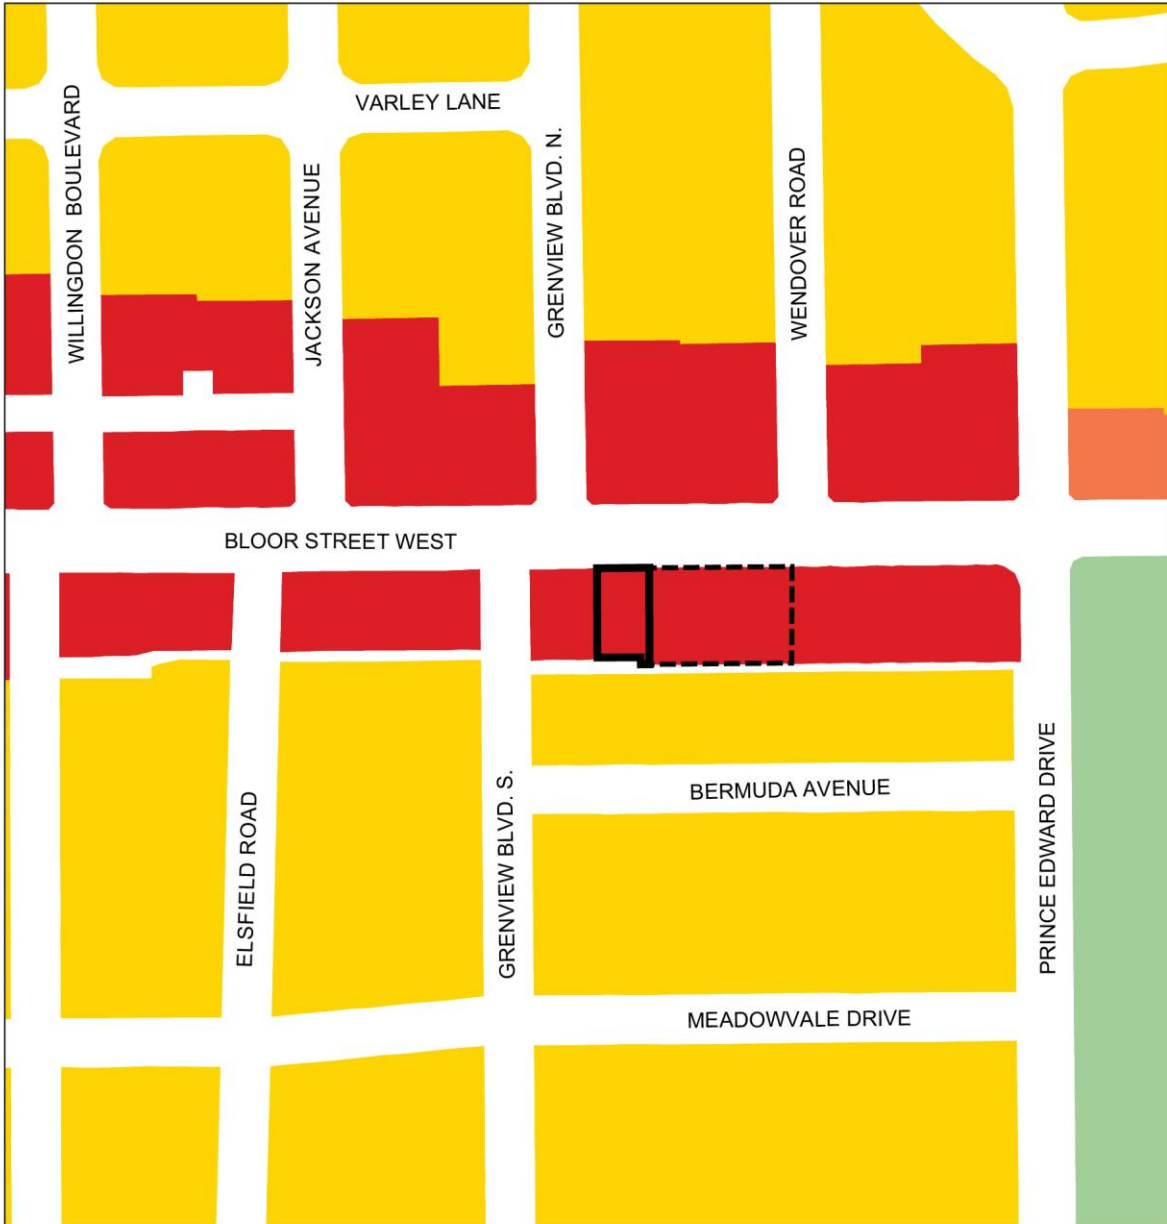 VARLEY LANE
WILLINGDON BOULEVARD
JACKSON AVENUE
GRENVIEW BLVD. N.
WENDOVER ROAD
BLOOR STREET WEST
ELSFIELD ROAD
GRENVIEW BLVD. S.
BERMUDA AVENUE
PRINCE EDWARD DRIVE
MEADOWVALE DRIVE